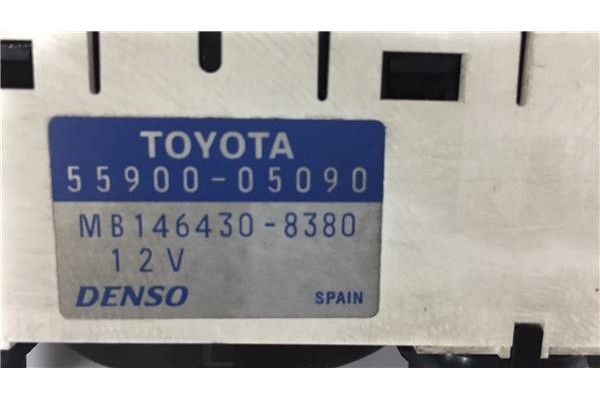 TOYOTA
55900-05090
MB146430-8380
12V
DENSO SPAIN